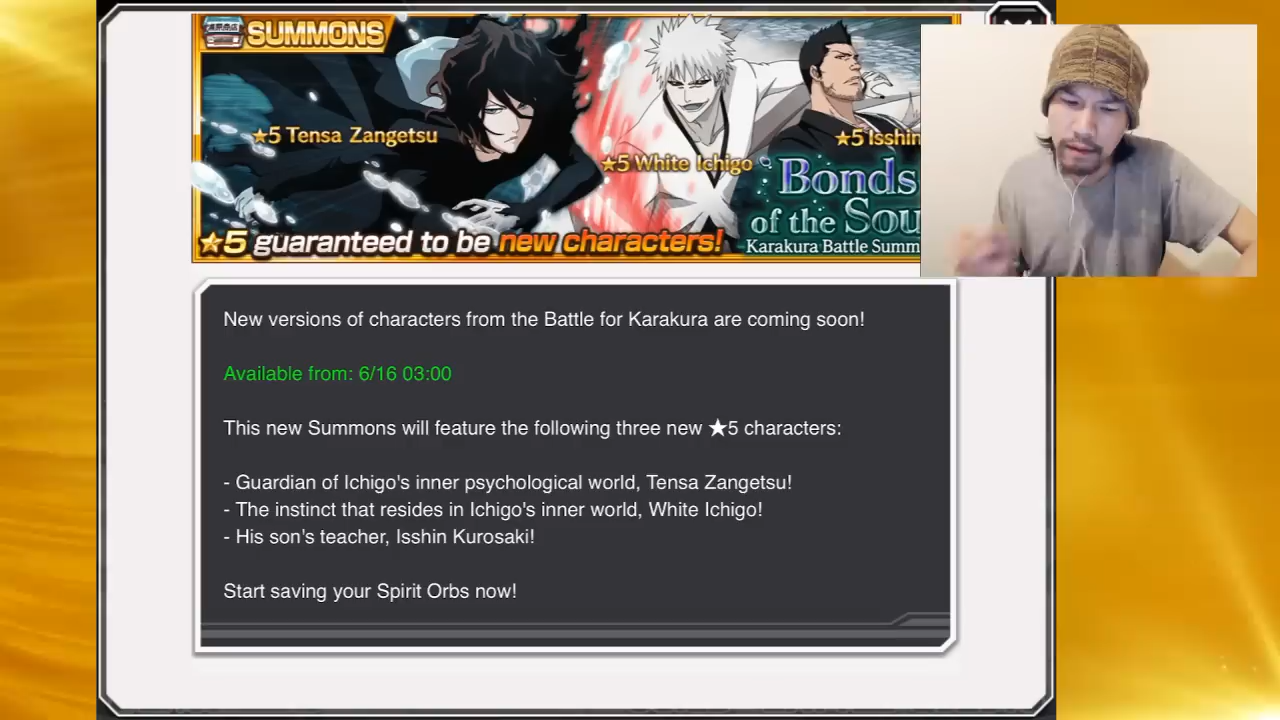 SUMMONS
★5 Tensa Zangetsu
★5 White Ichigo
★5 Isshin
Bonds
of the Sou
Karakura Battle Summ
★5 guaranteed to be new characters!
New versions of characters from the Battle for Karakura are coming soon!
Available from: 6/16 03:00
This new Summons will feature the following three new ★5 characters:
- Guardian of Ichigo's inner psychological world, Tensa Zangetsu!
- The instinct that resides in Ichigo's inner world, White Ichigo!
- His son's teacher, Isshin Kurosaki!
Start saving your Spirit Orbs now!